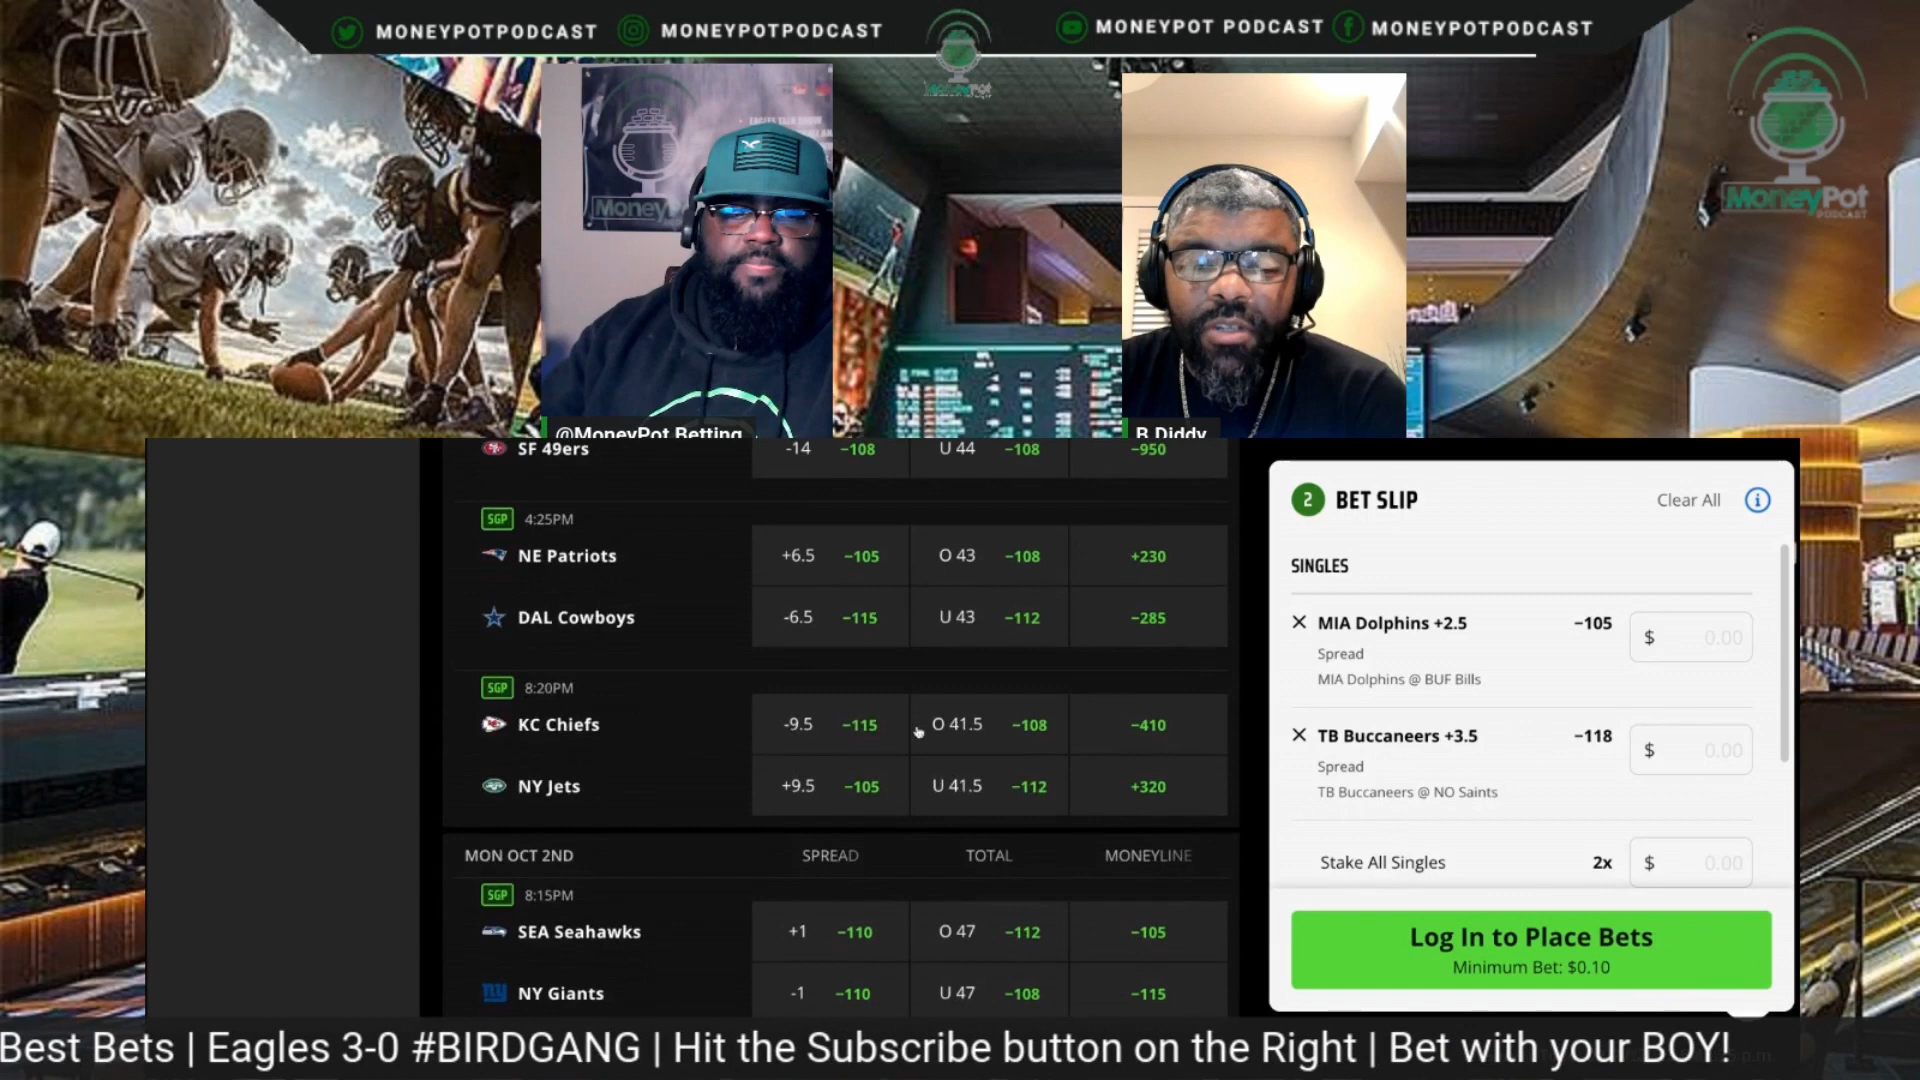 MONEYPOTPODCAST MONEYPOTPODCAST MONEYPOT PODCAST MONEYPOTPODCAST
MoneyPot
MoneyPot
PODCAST
EAGLES TALK SHOW
Money
@MoneyPot Betting
B Diddy
SF 49ers -14 −108 U 44 −108 −950
SGP 4:25PM
NE Patriots +6.5 −105 O 43 −108 +230
DAL Cowboys -6.5 −115 U 43 −112 −285
SGP 8:20PM
KC Chiefs -9.5 −115 O 41.5 −108 −410
NY Jets +9.5 −105 U 41.5 −112 +320
MON OCT 2ND SPREAD TOTAL MONEYLINE
SGP 8:15PM
SEA Seahawks +1 −110 O 47 −112 −105
NY Giants -1 −110 U 47 −108 −115
2 BET SLIP Clear All i
SINGLES
MIA Dolphins +2.5 −105 $ 0.00
Spread
MIA Dolphins @ BUF Bills
TB Buccaneers +3.5 −118 $ 0.00
Spread
TB Buccaneers @ NO Saints
Stake All Singles 2x $ 0.00
Log In to Place Bets
Minimum Bet: $0.10
Best Bets | Eagles 3-0 #BIRDGANG | Hit the Subscribe button on the Right | Bet with your BOY!